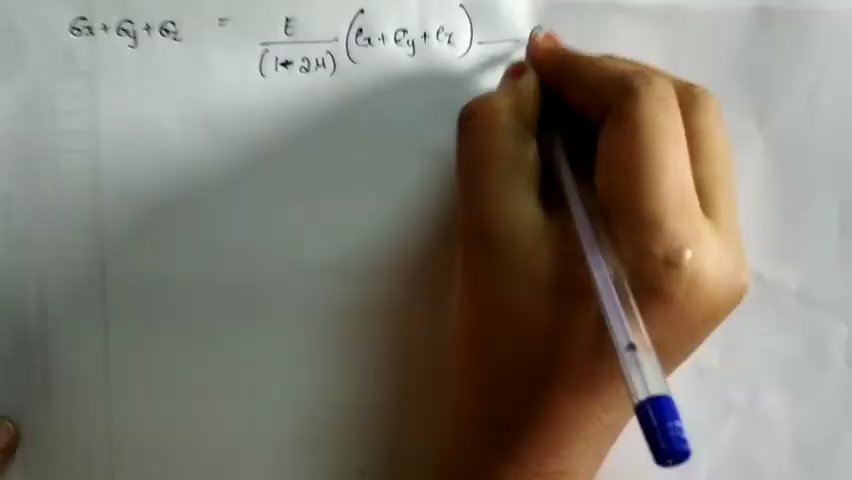 σx + σy + σz = E/(1-2μ) (ex + ey + ez) —